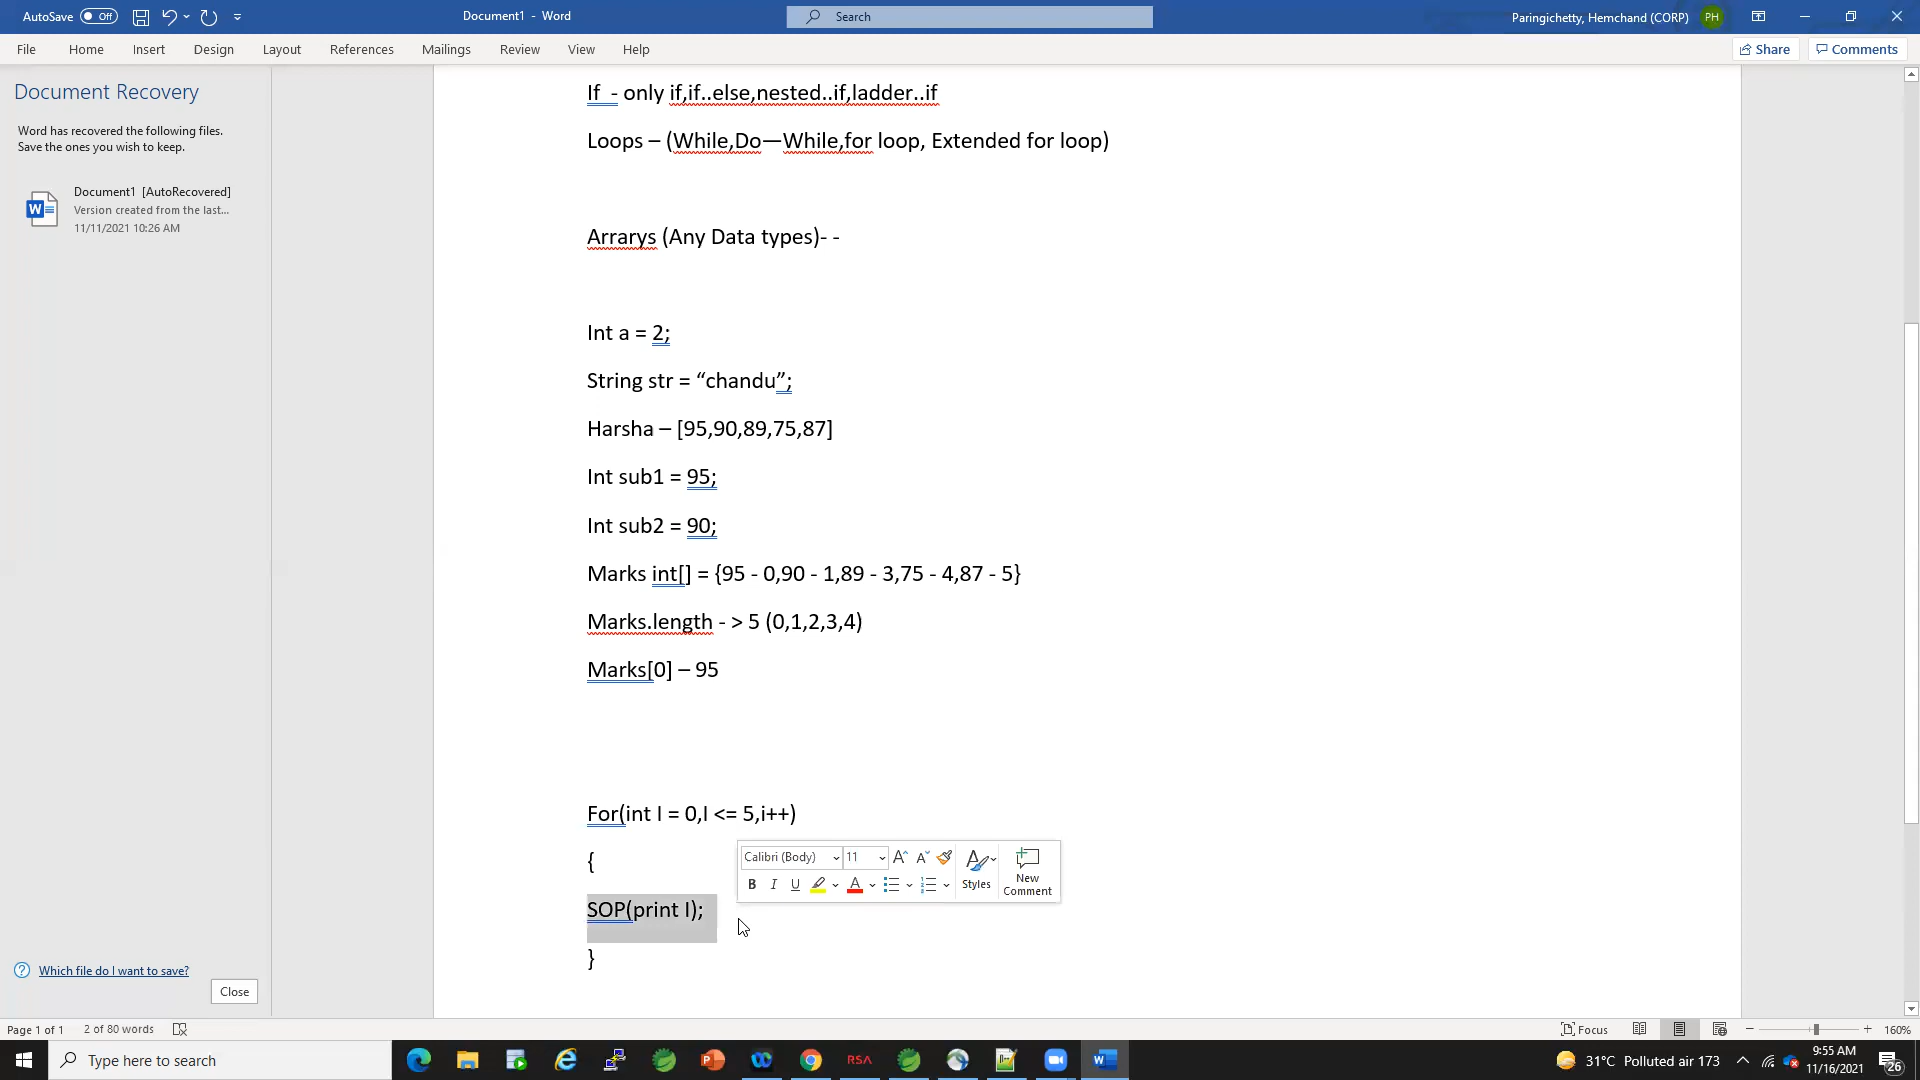 AutoSave Off Document1 - Word Search Paringichetty, Hemchand (CORP) PH
File Home Insert Design Layout References Mailings Review View Help Share Comments
Document Recovery
Word has recovered the following files.
Save the ones you wish to keep.
Document1 [AutoRecovered]
Version created from the last...
11/11/2021 10:26 AM
If - only if,if..else,nested..if,ladder..if
Loops – (While,Do—While,for loop, Extended for loop)
Arrarys (Any Data types)- -
Int a = 2;
String str = “chandu”;
Harsha – [95,90,89,75,87]
Int sub1 = 95;
Int sub2 = 90;
Marks int[] = {95 - 0,90 - 1,89 - 3,75 - 4,87 - 5}
Marks.length - > 5 (0,1,2,3,4)
Marks[0] – 95
For(int I = 0,I <= 5,i++)
{
SOP(print I);
}
Calibri (Body) 11
B I U A Styles
New
Comment
Which file do I want to save?
Close
Page 1 of 1 2 of 80 words Focus 160%
Type here to search RSA 31°C Polluted air 173 9:55 AM
11/16/2021 26